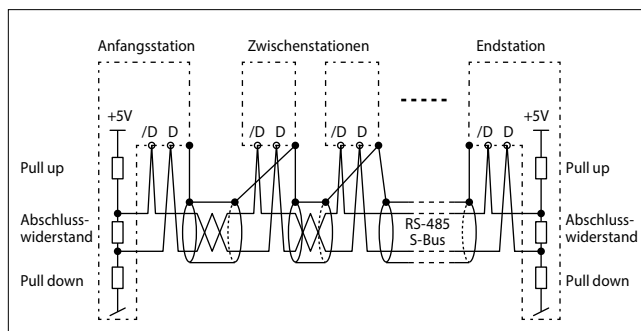 Anfangsstation Zwischenstationen Endstation
+5V +5V
/D D /D D /D D /D D
Pull up Pull up
Abschluss-
widerstand
RS-485
S-Bus
Abschluss-
widerstand
Pull down Pull down